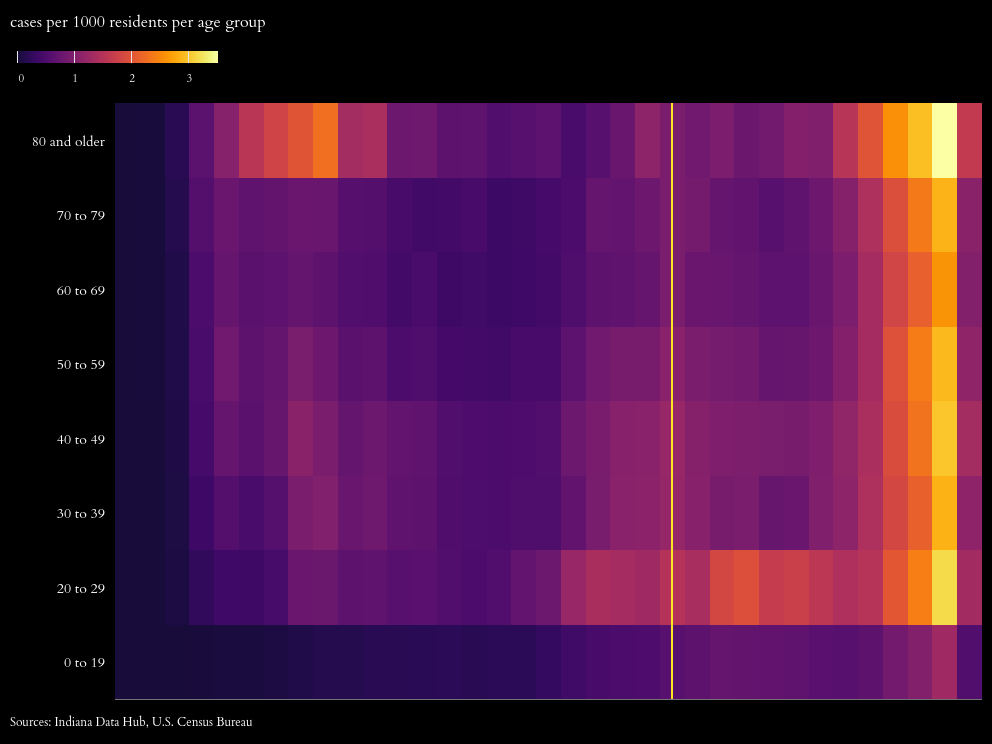 cases per 1000 residents per age group
0 1 2 3
80 and older
70 to 79
60 to 69
50 to 59
40 to 49
30 to 39
20 to 29
0 to 19
Sources: Indiana Data Hub, U.S. Census Bureau